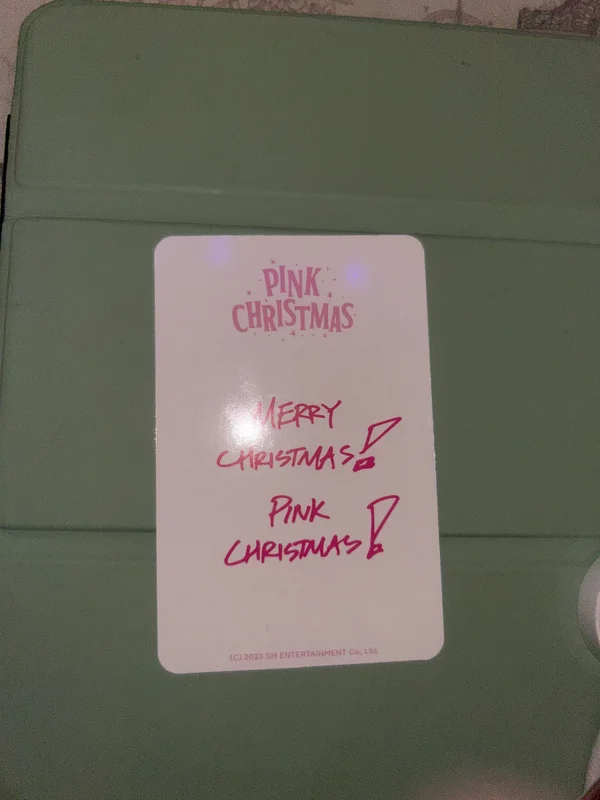 PINK
CHRISTMAS
MERRY
CHRISTMAS!
PINK
CHRISTMAS!
(C) 2023 SM ENTERTAINMENT Co., Ltd.